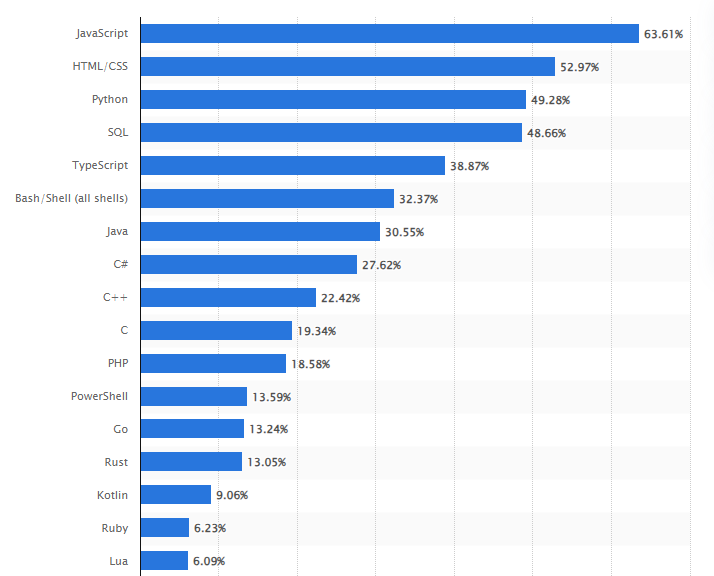 JavaScript 63.61%
HTML/CSS 52.97%
Python 49.28%
SQL 48.66%
TypeScript 38.87%
Bash/Shell (all shells) 32.37%
Java 30.55%
C# 27.62%
C++ 22.42%
C 19.34%
PHP 18.58%
PowerShell 13.59%
Go 13.24%
Rust 13.05%
Kotlin 9.06%
Ruby 6.23%
Lua 6.09%